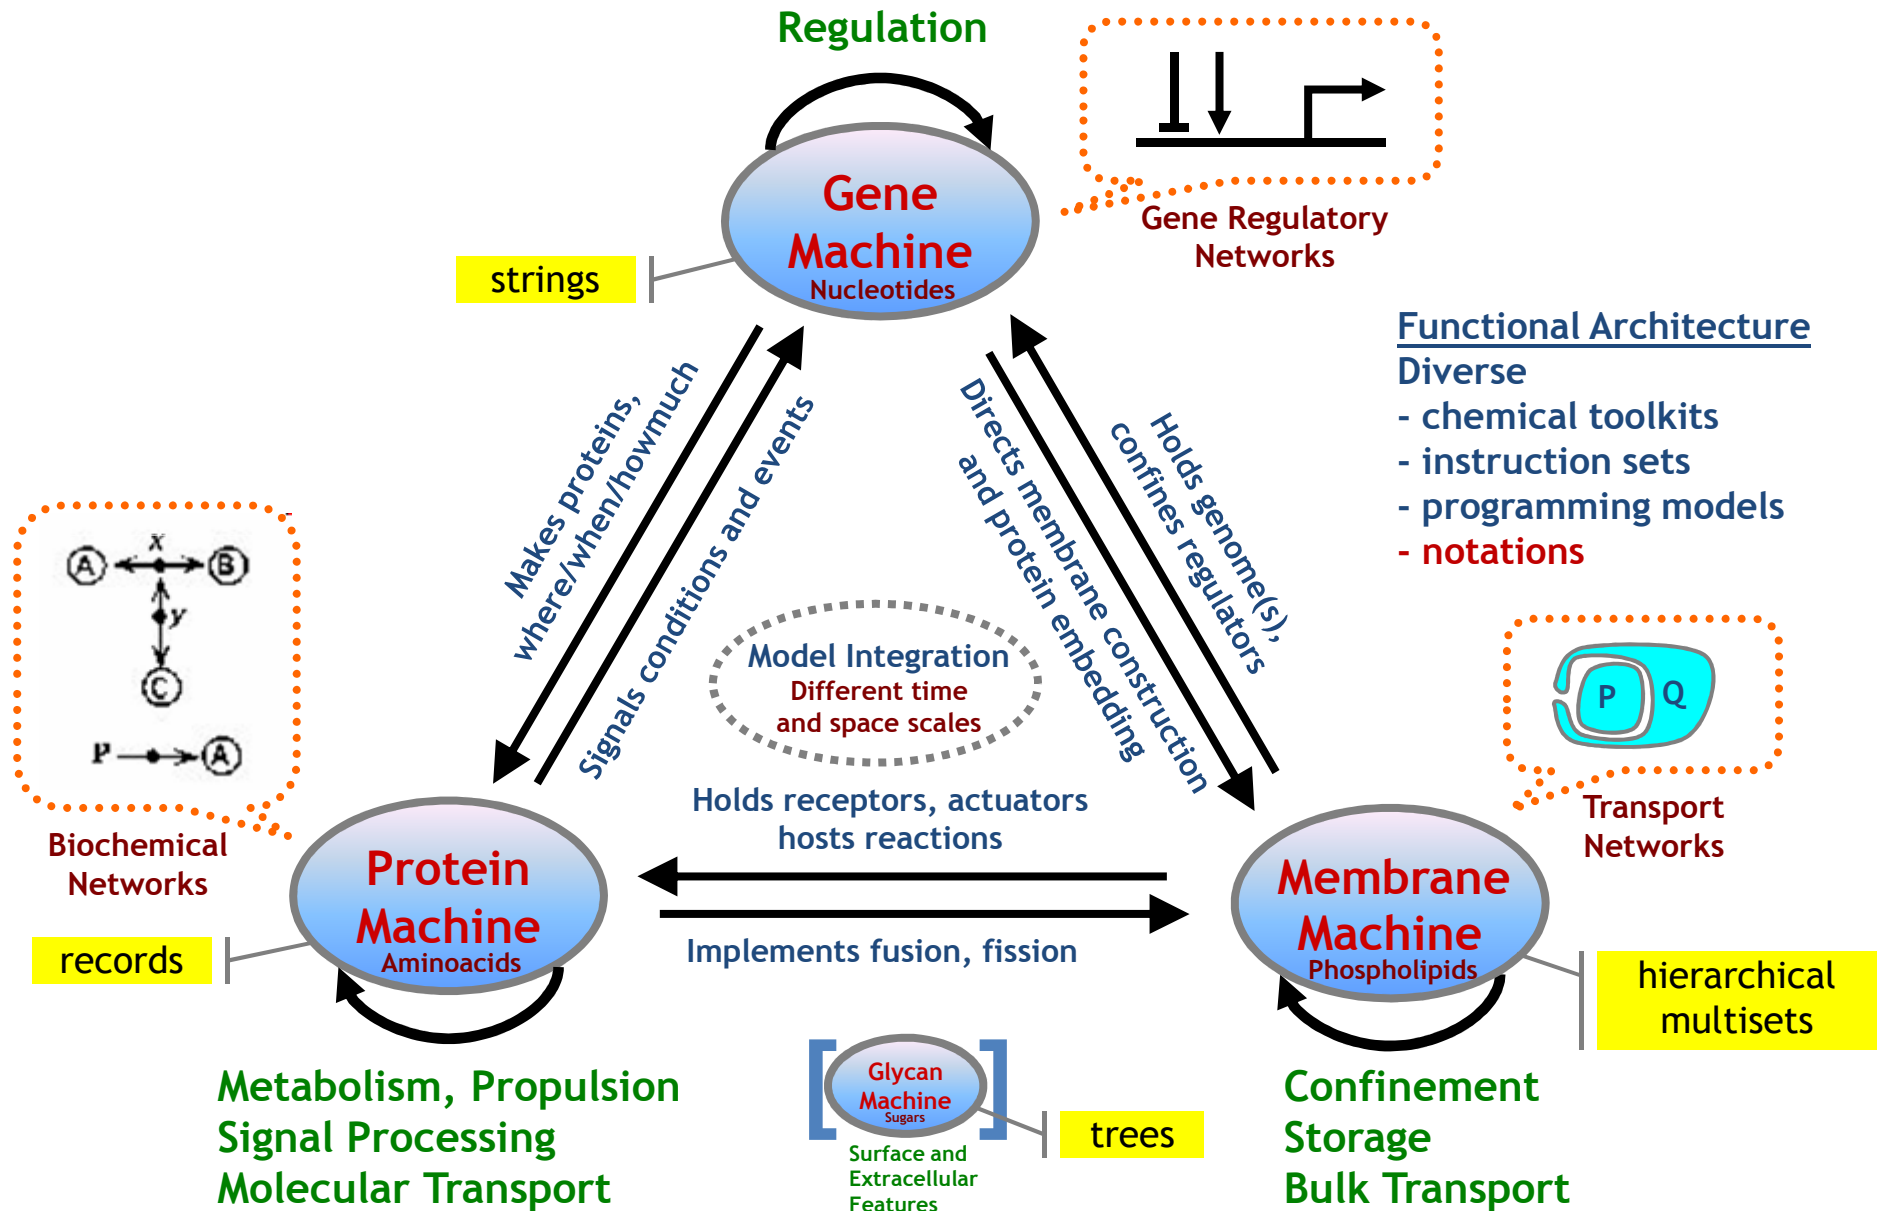 Regulation
Gene
Machine
Nucleotides
Gene Regulatory
Networks
strings
Functional Architecture
Diverse
- chemical toolkits
- instruction sets
- programming models
- notations
Makes proteins,
where/when/howmuch
Signals conditions and events
Directs membrane construction
and protein embedding
Holds genome(s),
confines regulators
Model Integration
Different time
and space scales
A
x
B
y
C
P
A
Biochemical
Networks
P
Q
Transport
Networks
Holds receptors, actuators
hosts reactions
Implements fusion, fission
Protein
Machine
Aminoacids
records
Membrane
Machine
Phospholipids
hierarchical
multisets
Metabolism, Propulsion
Signal Processing
Molecular Transport
Glycan
Machine
Sugars
trees
Surface and
Extracellular
Features
Confinement
Storage
Bulk Transport